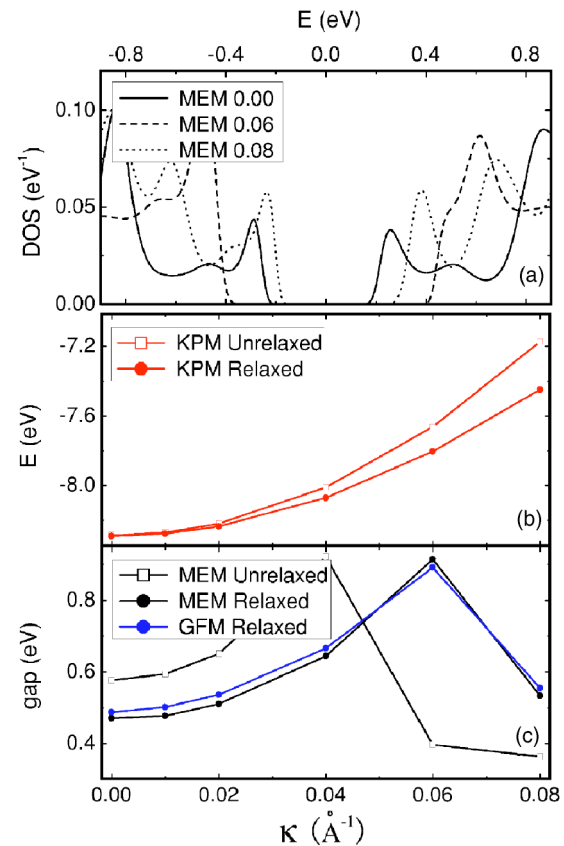 E (eV)
-0.8 -0.4 0.0 0.4 0.8
MEM 0.00
MEM 0.06
MEM 0.08
0.10
0.05
0.00
DOS (eV⁻¹)
(a)
KPM Unrelaxed
KPM Relaxed
-7.2
-7.6
-8.0
E (eV)
(b)
MEM Unrelaxed
MEM Relaxed
GFM Relaxed
0.8
0.6
0.4
gap (eV)
(c)
0.00 0.02 0.04 0.06 0.08
κ (Å⁻¹)